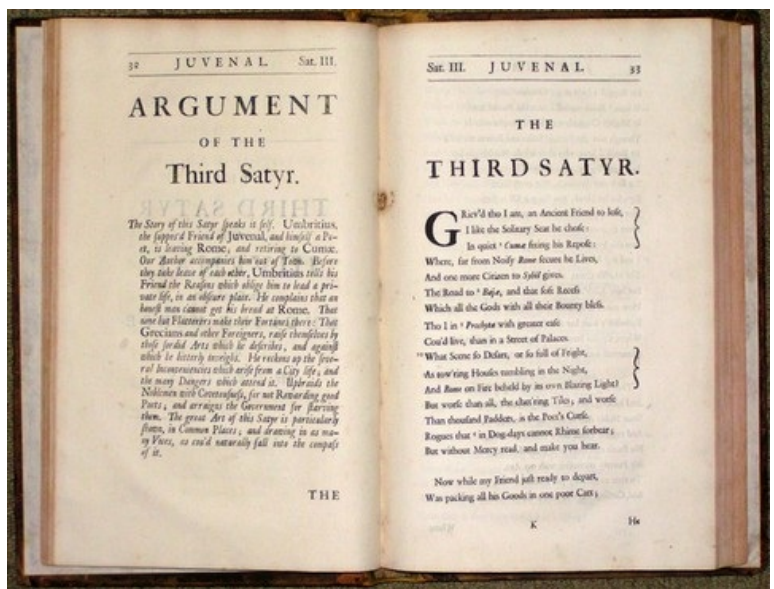 32 JUVENAL. Sat. III.
ARGUMENT
OF THE
Third Satyr.
The Story of this Satyr speaks it self. Umbritius,
the suppos'd Friend of Juvenal, and himself a Po-
et, is leaving Rome; and retiring to Cumæ.
Our Author accompanies him out of Town. Before
they take leave of each other, Umbritius tells his
Friend the Reasons which oblige him to lead a pri-
vate life, in an obscure place. He complains that an
honest man cannot get his bread at Rome. That
none but Flatterers make their Fortunes there: That
Grecians and other Foreigners, raise themselves by
those sordid Arts which he describes, and against
which he bitterly inveighs. He reckons up the seve-
ral Inconveniencies which arise from a City life; and
the many Dangers which attend it. Upbraids the
Noblemen with Covetousness, for not Rewarding good
Poets; and arraigns the Government for starving
them. The great Art of this Satyr is particularly
shown, in Common Places; and drawing in as ma-
ny Vices, as cou'd naturally fall into the compass
of it.
THE
Sat. III. JUVENAL. 33
THE
THIRD SATYR.
GRiev'd tho I am, an Ancient Friend to lose,
I like the Solitary Seat he chose:
In quiet Cumæ fixing his Repose:
Where, far from Noisy Rome secure he Lives,
And one more Citizen to Sybil gives.
The Road to Bajæ, and that soft Recess
Which all the Gods with all their Bounty bless.
Tho I in Prochyta with greater ease
Cou'd live, than in a Street of Palaces.
10 What Scene so Desart, or so full of Fright,
As tow'ring Houses tumbling in the Night,
And Rome on Fire beheld by its own Blazing Light?
But worse than all, the clatt'ring Tiles; and worse
Than thousand Padders, is the Poet's Curse.
Rogues that in Dog-days cannot Rhime forbear;
But without Mercy read, and make you hear.
Now while my Friend just ready to depart,
Was packing all his Goods in one poor Cart;
K He